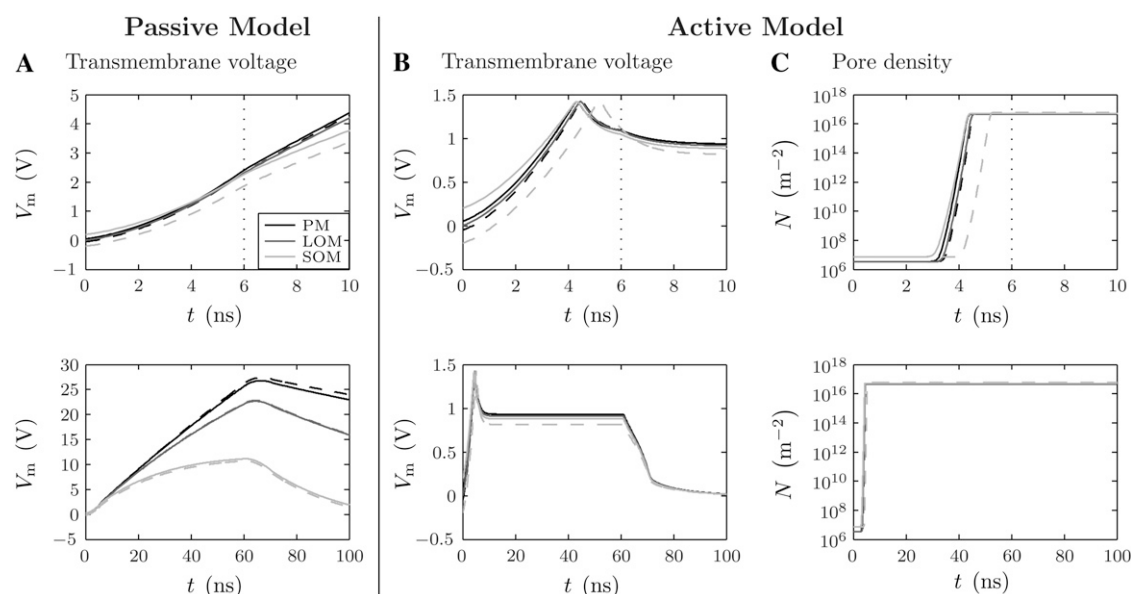 Passive Model
Active Model
A Transmembrane voltage
B Transmembrane voltage
C Pore density
5
4
3
2
1
0
−1
V_m (V)
PM
LOM
SOM
0 2 4 6 8 10
t (ns)
1.5
1
0.5
0
−0.5
V_m (V)
0 2 4 6 8 10
t (ns)
10^18
10^16
10^14
10^12
10^10
10^8
10^6
N (m^−2)
0 2 4 6 8 10
t (ns)
30
25
20
15
10
5
0
−5
V_m (V)
0 20 40 60 80 100
t (ns)
1.5
1
0.5
0
−0.5
V_m (V)
0 20 40 60 80 100
t (ns)
10^18
10^16
10^14
10^12
10^10
10^8
10^6
N (m^−2)
0 20 40 60 80 100
t (ns)